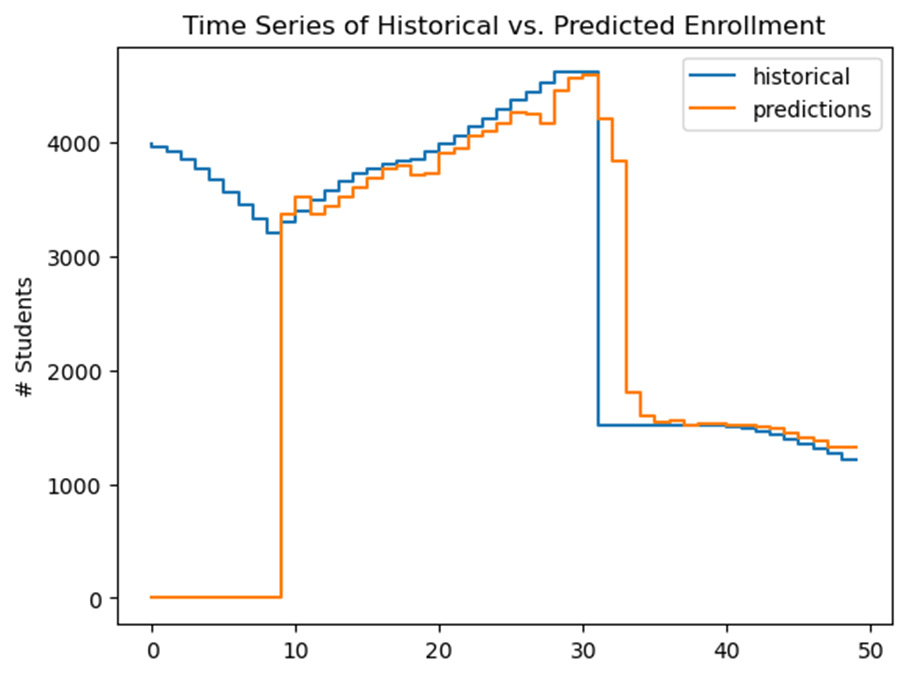 Time Series of Historical vs. Predicted Enrollment
historical
predictions
# Students
4000
3000
2000
1000
0
0 10 20 30 40 50